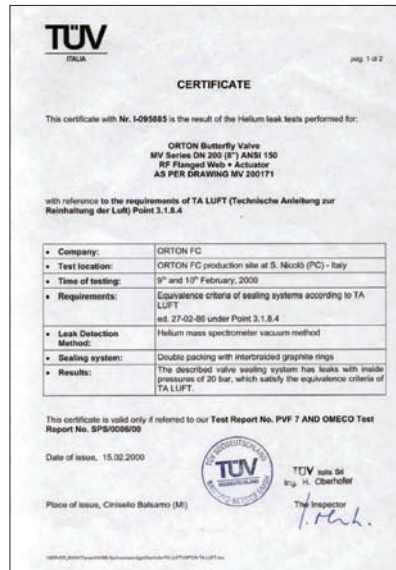 TÜV
ITALIA
pag. 1 di 2
CERTIFICATE
This certificate with Nr. I-095885 is the result of the Helium leak tests performed for:
ORTON Butterfly Valve
MV Series DN 200 (8") ANSI 150
RF Flanged Web + Actuator
AS PER DRAWING MV 200171
with reference to the requirements of TA LUFT (Technische Anleitung zur
Reinhaltung der Luft) Point 3.1.8.4
• Company: ORTON FC
• Test location: ORTON FC production site at S. Nicolò (PC) - Italy
• Time of testing: 9th and 10th February, 2000
• Requirements: Equivalence criteria of sealing systems according to TA
LUFT
ed. 27-02-86 under Point 3.1.8.4
• Leak Detection Method: Helium mass spectrometer vacuum method
• Sealing system: Double packing with interbraided graphite rings
• Results: The described valve sealing system has leaks with inside
pressures of 20 bar, which satisfy the equivalence criteria of
TA LUFT.
This certificate is valid only if referred to our Test Report No. PVF 7 AND OMECO Test
Report No. SPS/0006/00
Date of issue, 15.02.2000
TÜV SÜDDEUTSCHLAND
TÜV
TÜV Italia Srl
Ing. H. Oberhofer
Place of issue, Cinisello Balsamo (MI)
The Inspector